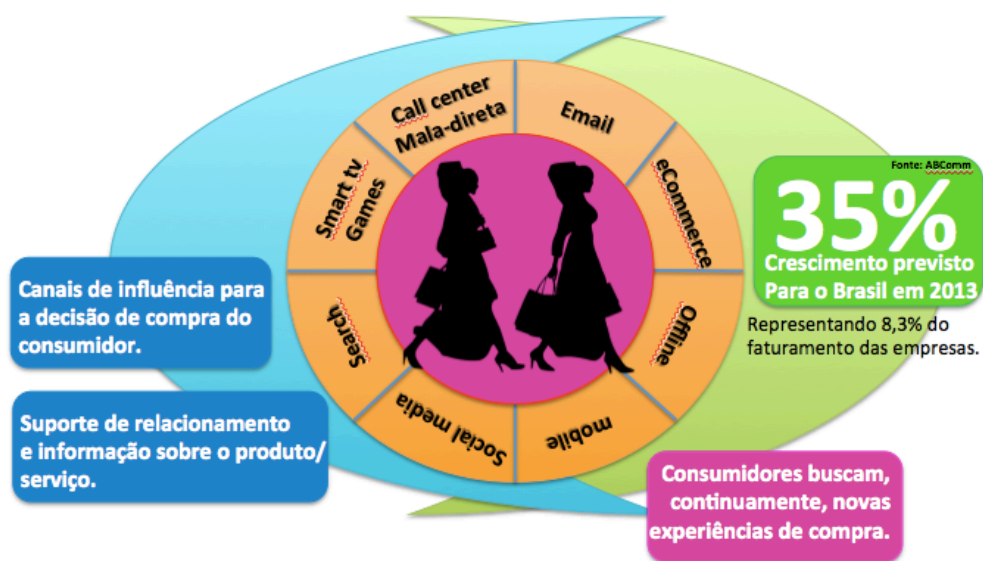 Call center
Mala-direta
Email
eCommerce
Offline
mobile
Social media
Search
Smart tv
Games
Fonte: ABComm
35%
Crescimento previsto
Para o Brasil em 2013
Representando 8,3% do
faturamento das empresas.
Canais de influência para
a decisão de compra do
consumidor.
Suporte de relacionamento
e informação sobre o produto/
serviço.
Consumidores buscam,
continuamente, novas
experiências de compra.